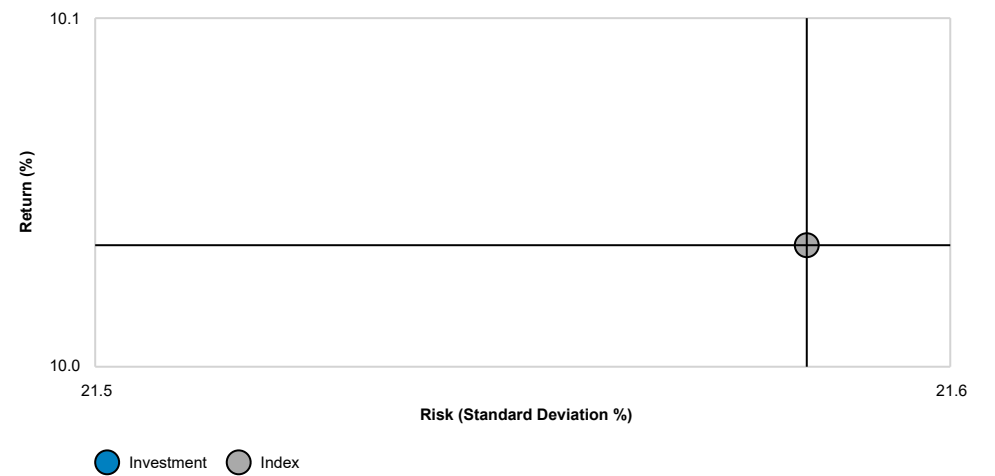 10.1
Return (%)
10.0
21.5
21.6
Risk (Standard Deviation %)
Investment
Index